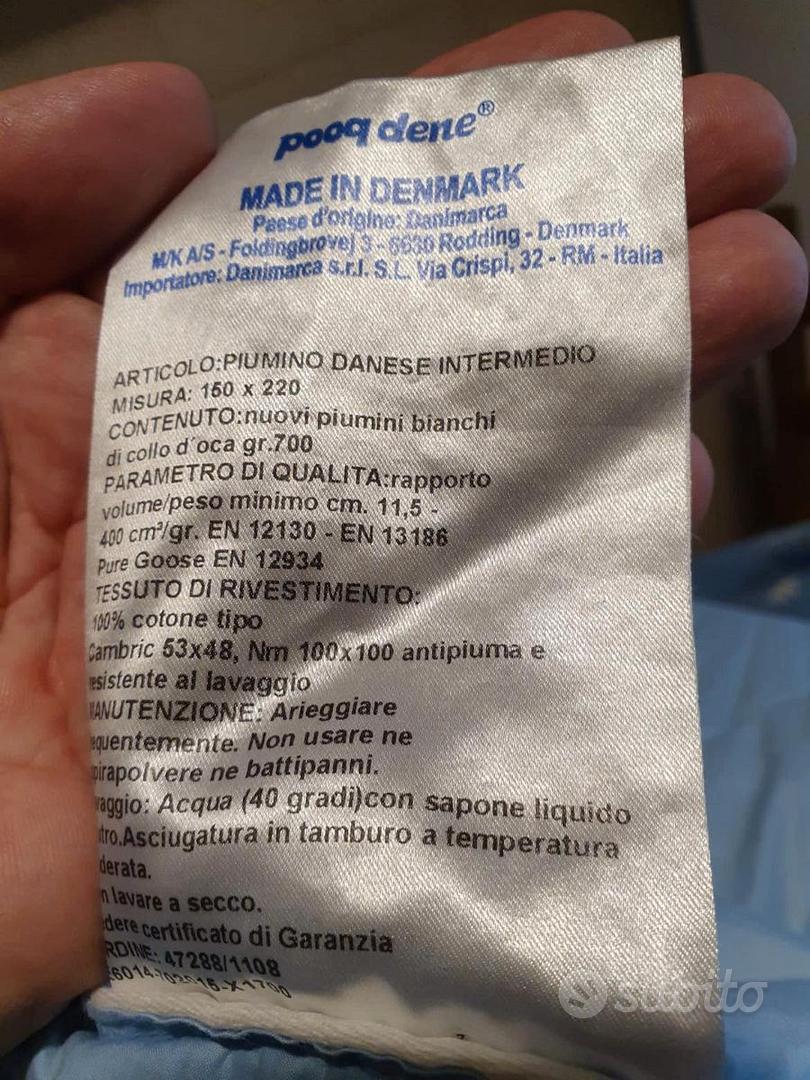 pooq dene®
MADE IN DENMARK
Paese d'origine: Danimarca
M/K A/S - Foldingbrovej 3 - 6630 Rodding - Denmark
Importatore: Danimarca s.r.l. S.L. Via Crispi, 32 - RM - Italia
ARTICOLO:PIUMINO DANESE INTERMEDIO
MISURA: 150 x 220
CONTENUTO:nuovi piumini bianchi
di collo d´oca gr.700
PARAMETRO DI QUALITA:rapporto
volume/peso minimo cm. 11,5 -
400 cm³/gr. EN 12130 - EN 13186
Pure Goose EN 12934
TESSUTO DI RIVESTIMENTO:
100% cotone tipo
Cambric 53x48, Nm 100x100 antipiuma e
esistente al lavaggio
MANUTENZIONE: Arieggiare
equentemente. Non usare ne
pirapolvere ne battipanni.
vaggio: Acqua (40 gradi)con sapone liquido
tro.Asciugatura in tamburo a temperatura
derata.
n lavare a secco.
dere certificato di Garanzia
RDINE: 47288/1108
subito